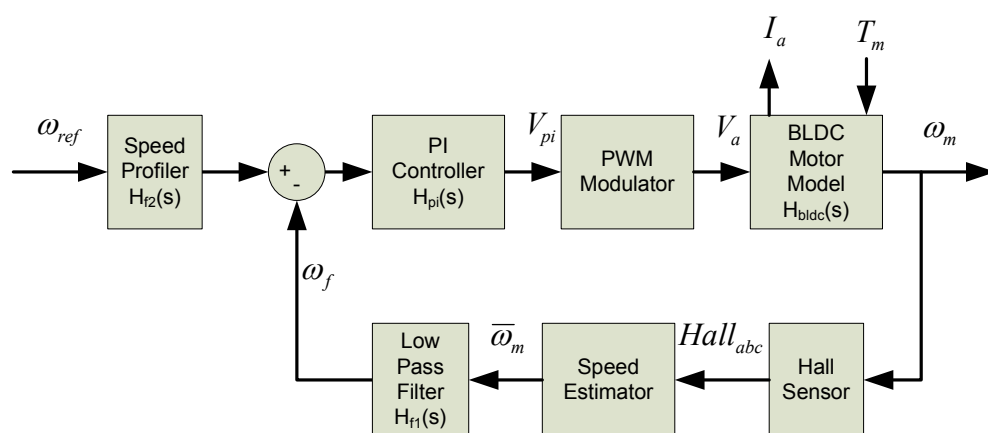 I_a
T_m
ω_ref
Speed
Profiler
H_f2(s)
+
-
PI
Controller
H_pi(s)
V_pi
PWM
Modulator
V_a
BLDC
Motor
Model
H_bldc(s)
ω_m
ω_f
Low
Pass
Filter
H_f1(s)
ω̅_m
Speed
Estimator
Hall_abc
Hall
Sensor